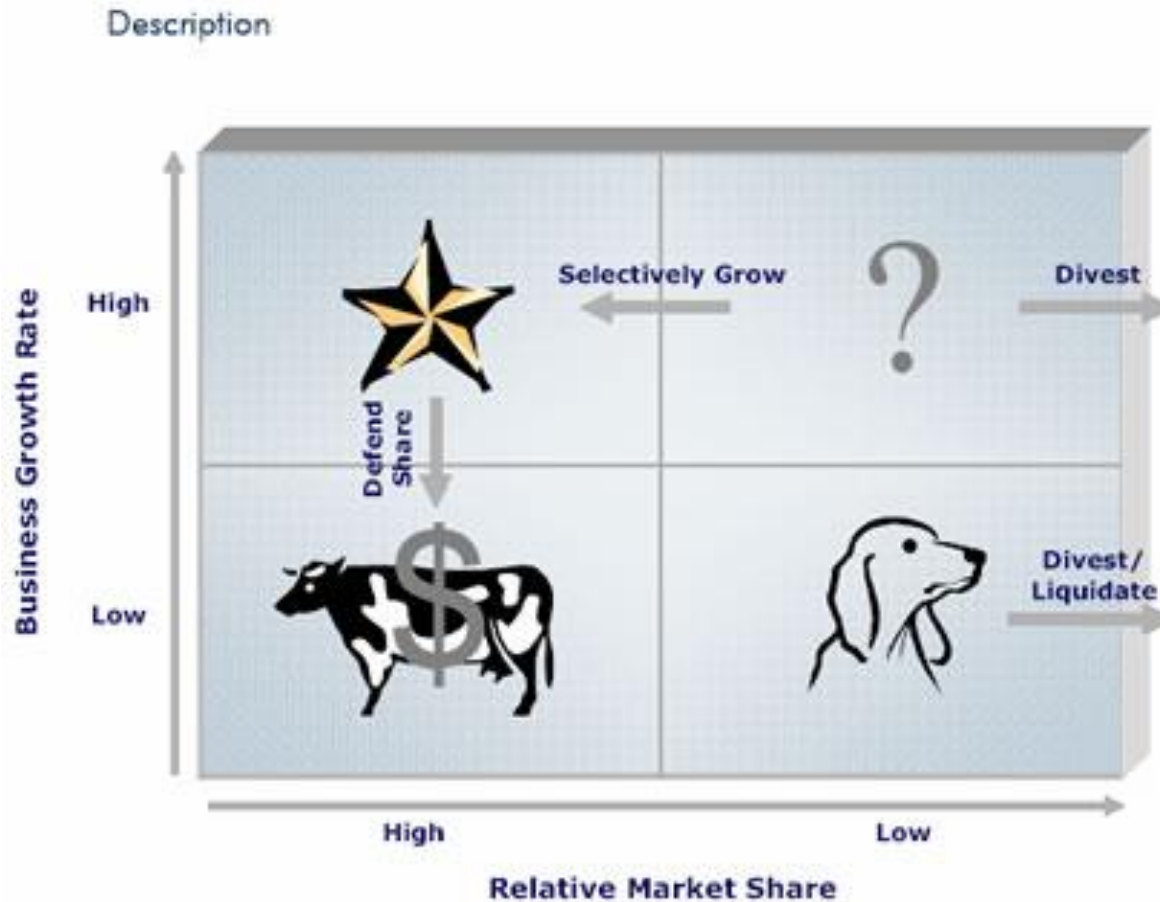 Description
Business Growth Rate
High
Selectively Grow
?
Divest
Defend
Share
Low
$
Divest/
Liquidate
High
Low
Relative Market Share